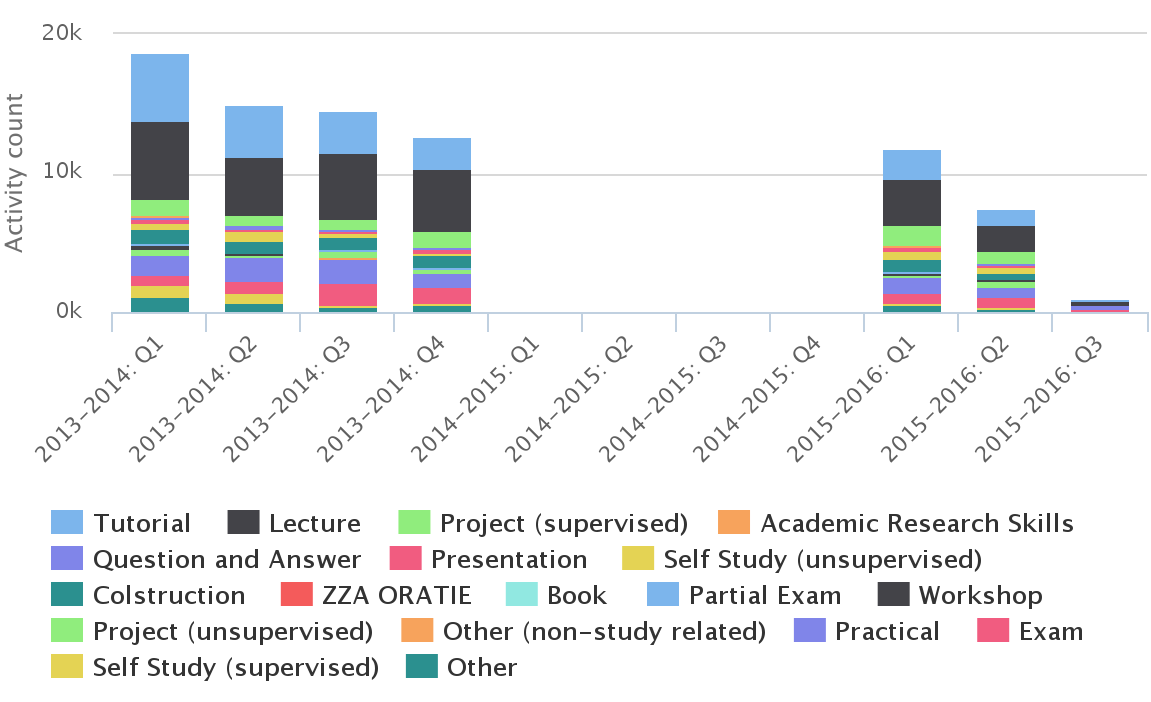 20k
10k
0k
Activity count
2013-2014: Q1
2013-2014: Q2
2013-2014: Q3
2013-2014: Q4
2014-2015: Q1
2014-2015: Q2
2014-2015: Q3
2014-2015: Q4
2015-2016: Q1
2015-2016: Q2
2015-2016: Q3
Tutorial Lecture Project (supervised) Academic Research Skills
Question and Answer Presentation Self Study (unsupervised)
Colstruction ZZA ORATIE Book Partial Exam Workshop
Project (unsupervised) Other (non-study related) Practical Exam
Self Study (supervised) Other